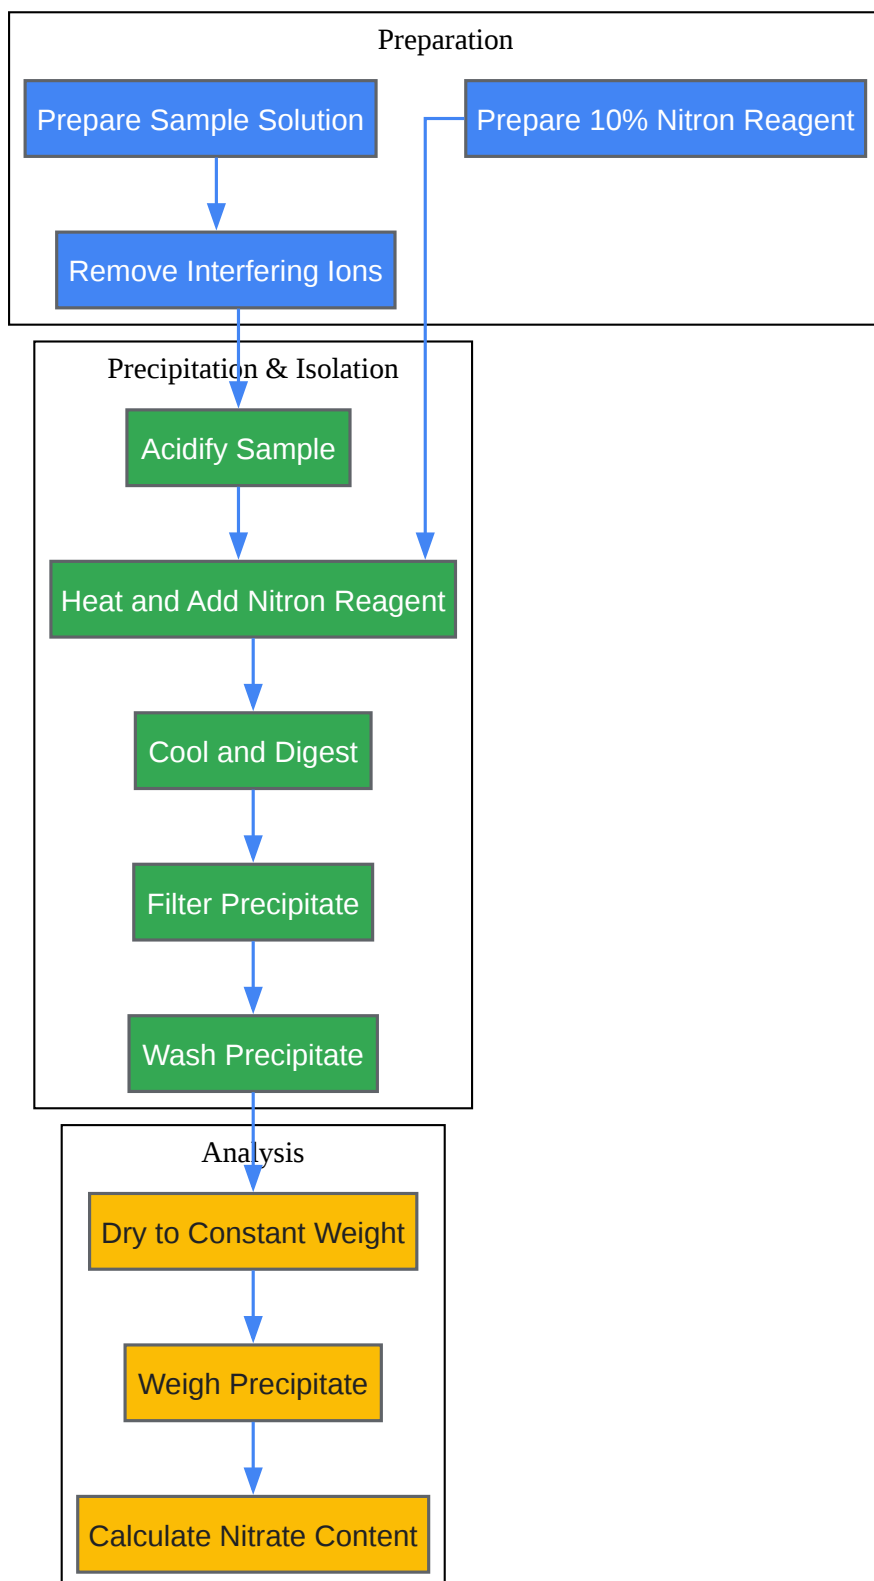 Preparation
Prepare Sample Solution
Prepare 10% Nitron Reagent
Remove Interfering Ions
Precipitation & Isolation
Acidify Sample
Heat and Add Nitron Reagent
Cool and Digest
Filter Precipitate
Wash Precipitate
Analysis
Dry to Constant Weight
Weigh Precipitate
Calculate Nitrate Content